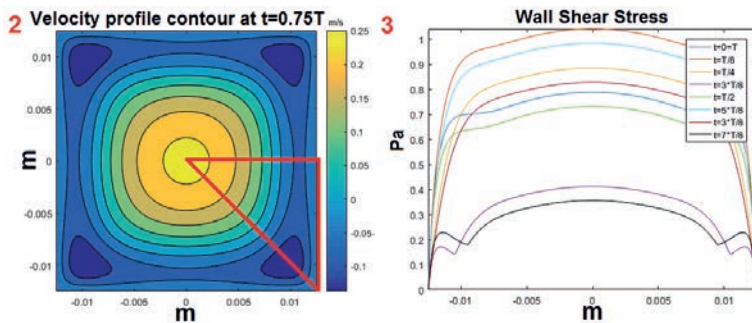 2 Velocity profile contour at t=0.75T m/s
0.01
0.005
0
-0.005
-0.01
-0.01 -0.005 0 0.005 0.01
m
m
0.25
0.2
0.15
0.1
0.05
0
-0.05
-0.1
3 Wall Shear Stress
1
0.9
0.8
0.7
0.6
0.5
0.4
0.3
0.2
0.1
0
Pa
-0.01 -0.005 0 0.005 0.01
m
t=0=T
t=T/8
t=T/4
t=3*T/8
t=T/2
t=5*T/8
t=3*T/8
t=7*T/8